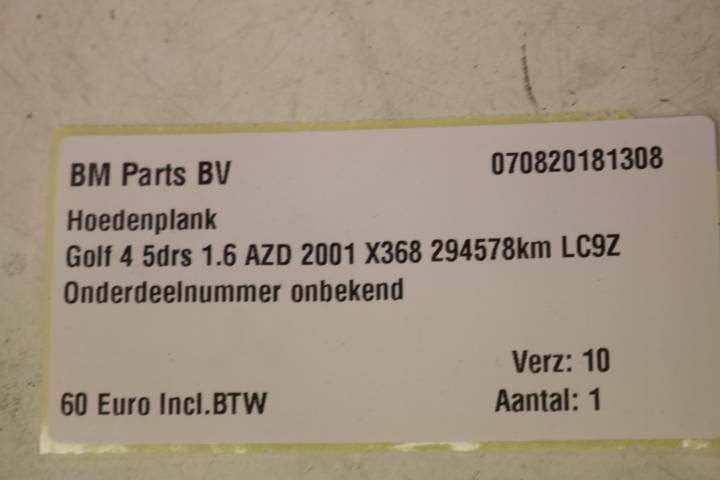 BM Parts BV 070820181308
Hoedenplank
Golf 4 5drs 1.6 AZD 2001 X368 294578km LC9Z
Onderdeelnummer onbekend
Verz: 10
60 Euro Incl.BTW Aantal: 1